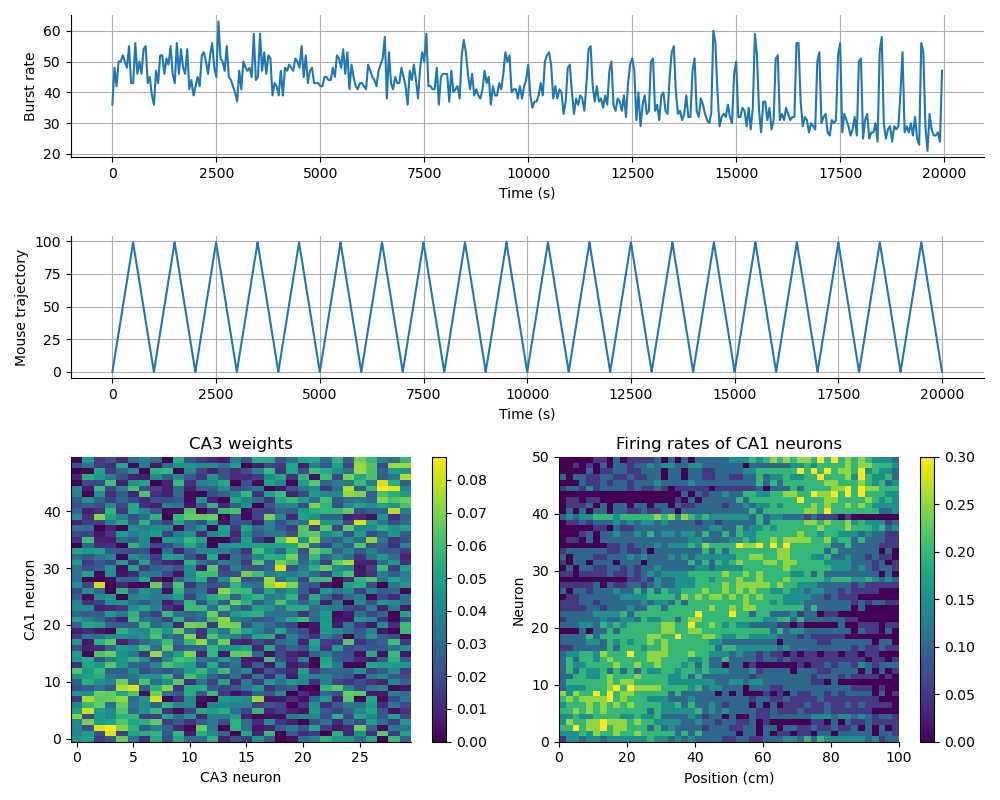 Burst rate
60
50
40
30
20
0 2500 5000 7500 10000 12500 15000 17500 20000
Time (s)
Mouse trajectory
100
75
50
25
0
0 2500 5000 7500 10000 12500 15000 17500 20000
Time (s)
CA3 weights
CA1 neuron
40
30
20
10
0
0 5 10 15 20 25
CA3 neuron
0.08
0.07
0.06
0.05
0.04
0.03
0.02
0.01
0.00
Firing rates of CA1 neurons
Neuron
50
40
30
20
10
0
0 20 40 60 80 100
Position (cm)
0.30
0.25
0.20
0.15
0.10
0.05
0.00